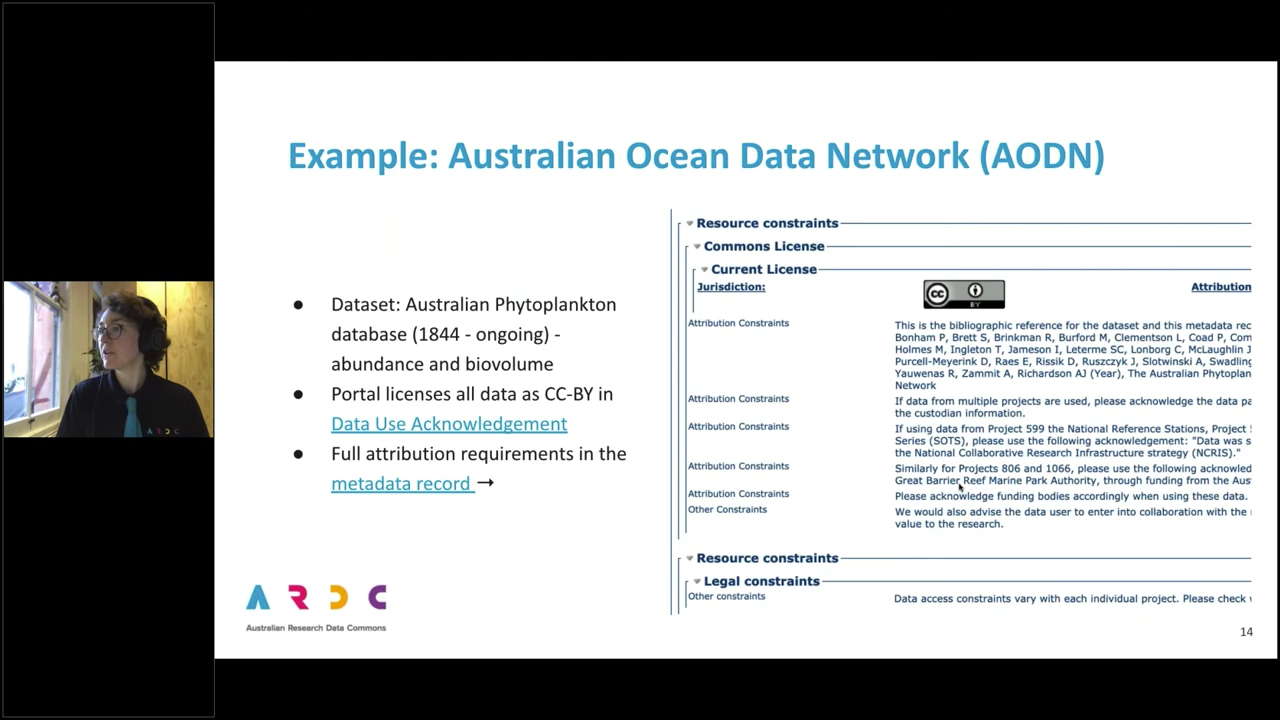 Example: Australian Ocean Data Network (AODN)
● Dataset: Australian Phytoplankton
database (1844 - ongoing) -
abundance and biovolume
● Portal licenses all data as CC-BY in
Data Use Acknowledgement
● Full attribution requirements in the
metadata record →
Resource constraints
Commons License
Current License
Jurisdiction:
cc BY
Attribution
Attribution Constraints
This is the bibliographic reference for the dataset and this metadata rec
Bonham P, Brett S, Brinkman R, Burford M, Clementson L, Coad P, Com
Holmes M, Ingleton T, Jameson I, Leterme SC, Lonborg C, McLaughlin J
Purcell-Meyerink D, Raes E, Rissik D, Ruszczyk J, Slotwinski A, Swadling
Yauwenas R, Zammit A, Richardson AJ (Year), The Australian Phytoplan
Network
Attribution Constraints
If data from multiple projects are used, please acknowledge the data pa
the custodian information.
Attribution Constraints
If using data from Project 599 the National Reference Stations, Project
Series (SOTS), please use the following acknowledgement: "Data was s
the National Collaborative Research Infrastructure strategy (NCRIS)."
Attribution Constraints
Similarly for Projects 806 and 1066, please use the following acknowled
Great Barrier Reef Marine Park Authority, through funding from the Aus
Attribution Constraints
Please acknowledge funding bodies accordingly when using these data.
Other Constraints
We would also advise the data user to enter into collaboration with the
value to the research.
Resource constraints
Legal constraints
Other constraints
Data access constraints vary with each individual project. Please check
ARDC
Australian Research Data Commons
14
A R D C